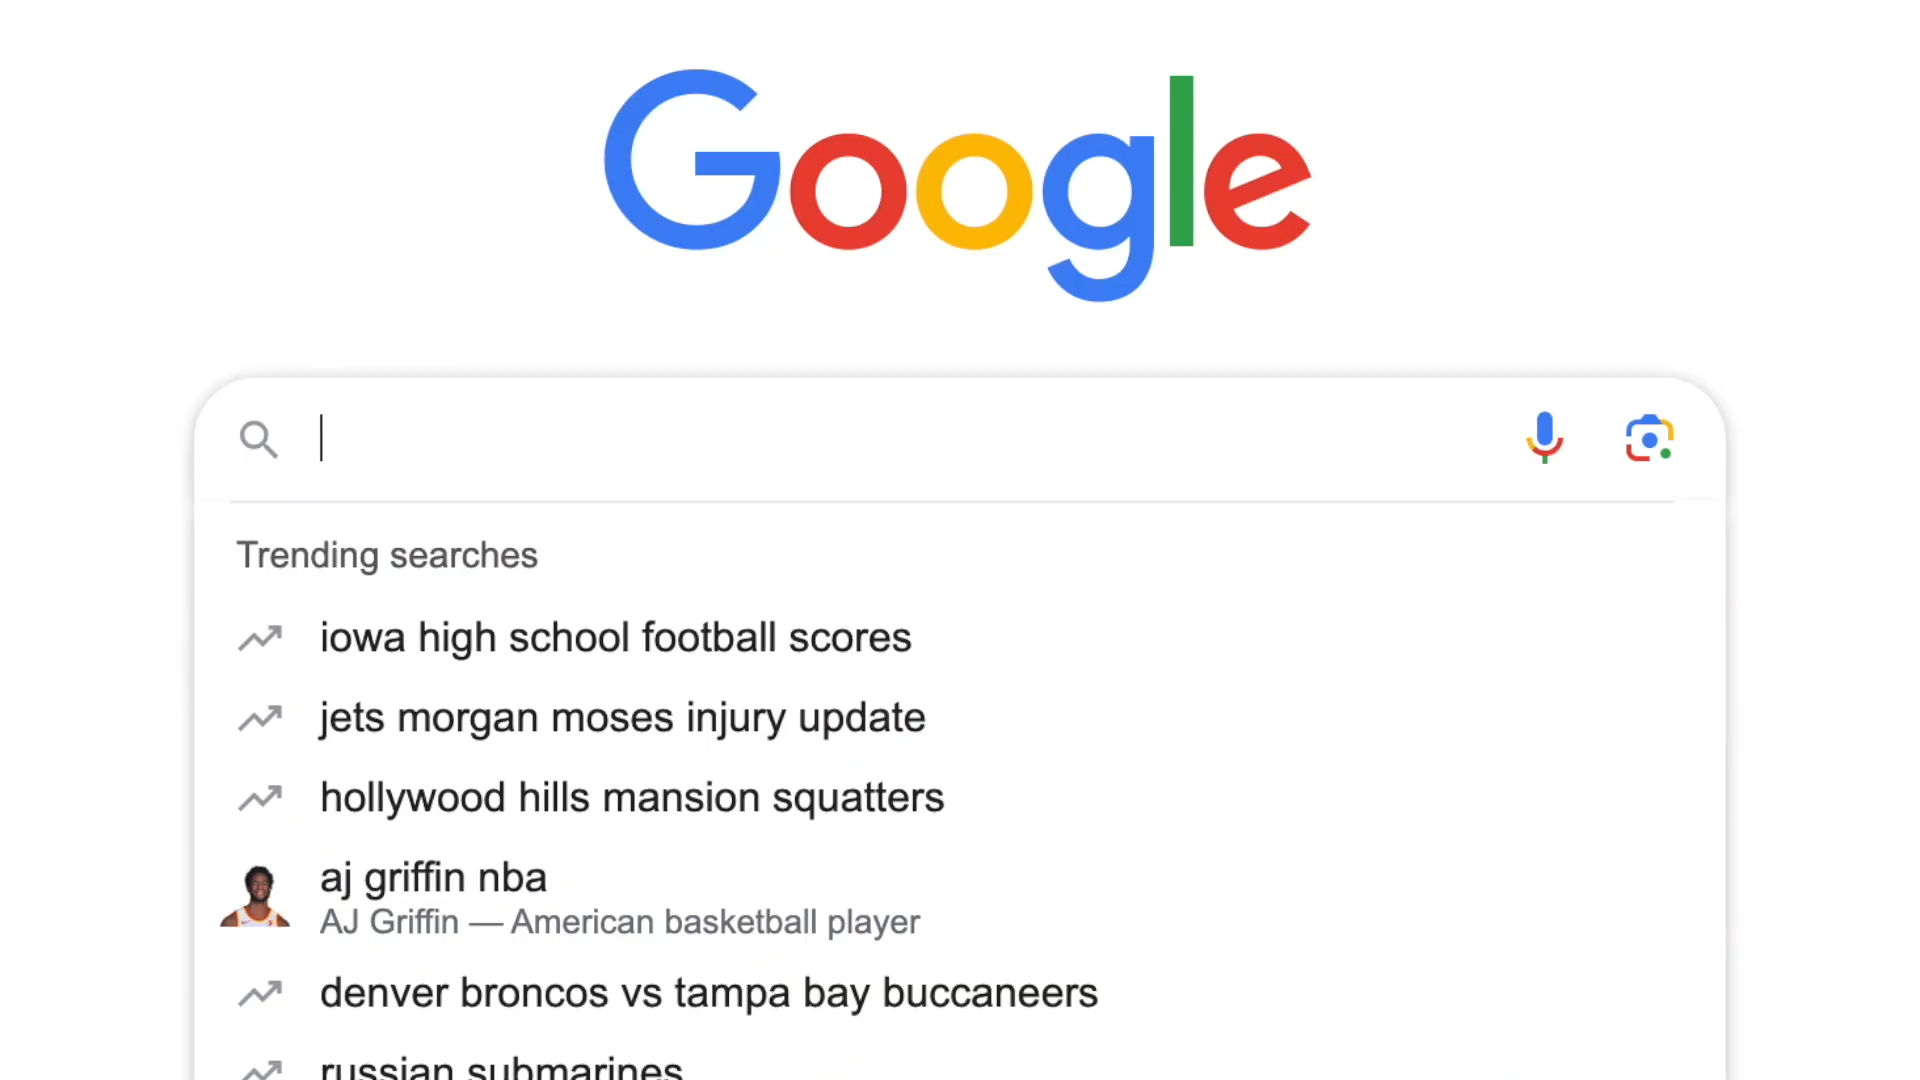 Google
Trending searches
iowa high school football scores
jets morgan moses injury update
hollywood hills mansion squatters
aj griffin nba
AJ Griffin — American basketball player
denver broncos vs tampa bay buccaneers
russian submarines